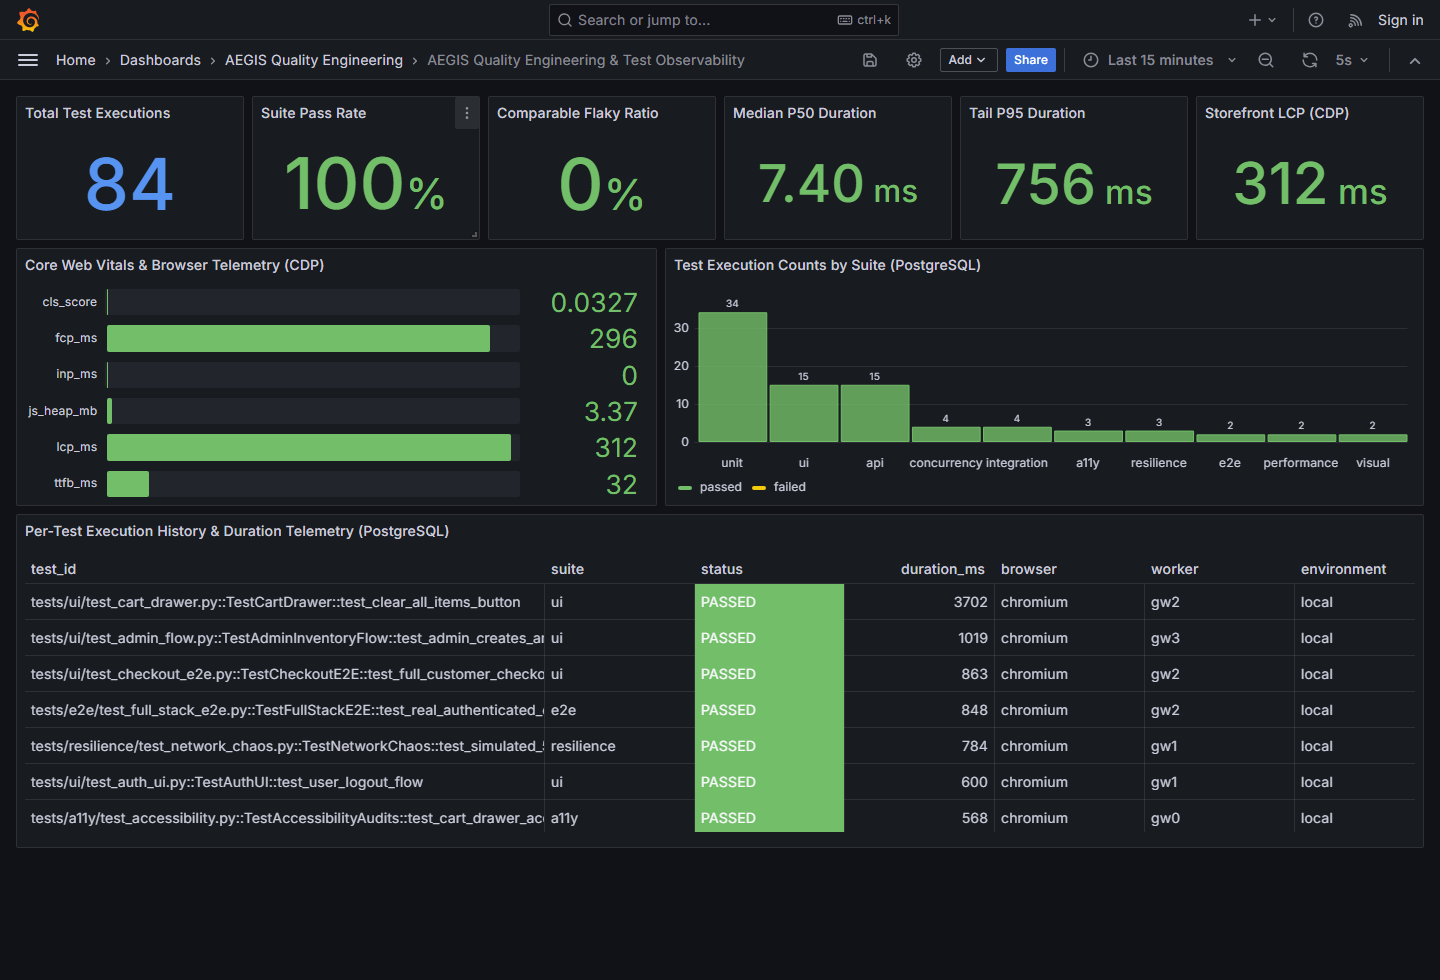 Search or jump to...
ctrl+k
Sign in
Home › Dashboards › AEGIS Quality Engineering › AEGIS Quality Engineering & Test Observability
Add
Share
Last 15 minutes
5s
Total Test Executions
84
Suite Pass Rate
100%
Comparable Flaky Ratio
0%
Median P50 Duration
7.40 ms
Tail P95 Duration
756 ms
Storefront LCP (CDP)
312 ms
Core Web Vitals & Browser Telemetry (CDP)
cls_score 0.0327
fcp_ms 296
inp_ms 0
js_heap_mb 3.37
lcp_ms 312
ttfb_ms 32
Test Execution Counts by Suite (PostgreSQL)
34
30
20
15 15
10
4 4 3 3 2 2 2
0
unit ui api concurrency integration a11y resilience e2e performance visual
passed failed
Per-Test Execution History & Duration Telemetry (PostgreSQL)
test_id suite status duration_ms browser worker environment
tests/ui/test_cart_drawer.py::TestCartDrawer::test_clear_all_items_button ui PASSED 3702 chromium gw2 local
tests/ui/test_admin_flow.py::TestAdminInventoryFlow::test_admin_creates_a ui PASSED 1019 chromium gw3 local
tests/ui/test_checkout_e2e.py::TestCheckoutE2E::test_full_customer_checko ui PASSED 863 chromium gw2 local
tests/e2e/test_full_stack_e2e.py::TestFullStackE2E::test_real_authenticated_ e2e PASSED 848 chromium gw2 local
tests/resilience/test_network_chaos.py::TestNetworkChaos::test_simulated_ resilience PASSED 784 chromium gw1 local
tests/ui/test_auth_ui.py::TestAuthUI::test_user_logout_flow ui PASSED 600 chromium gw1 local
tests/a11y/test_accessibility.py::TestAccessibilityAudits::test_cart_drawer_ac a11y PASSED 568 chromium gw0 local